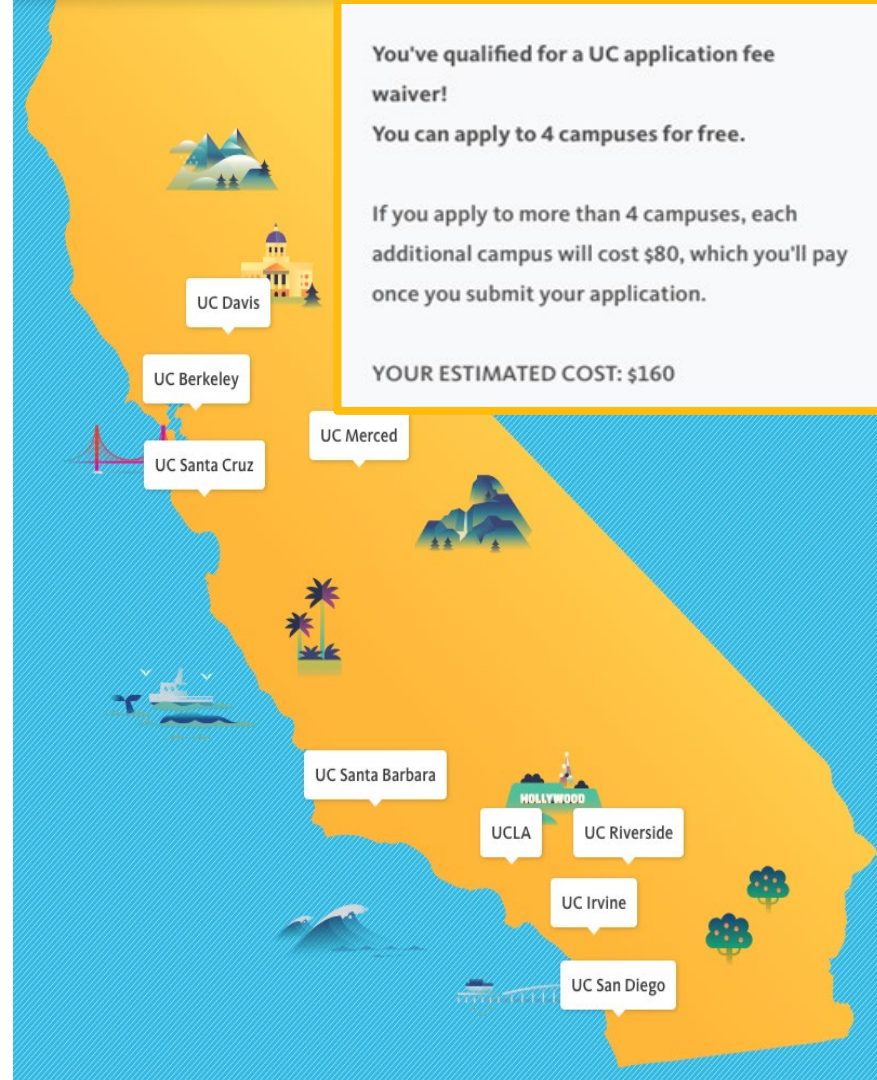 You've qualified for a UC application fee
waiver!
You can apply to 4 campuses for free.
If you apply to more than 4 campuses, each
additional campus will cost $80, which you'll pay
once you submit your application.
YOUR ESTIMATED COST: $160
UC Davis
UC Berkeley
UC Merced
UC Santa Cruz
UC Santa Barbara
HOLLYWOOD
UCLA
UC Riverside
UC Irvine
UC San Diego